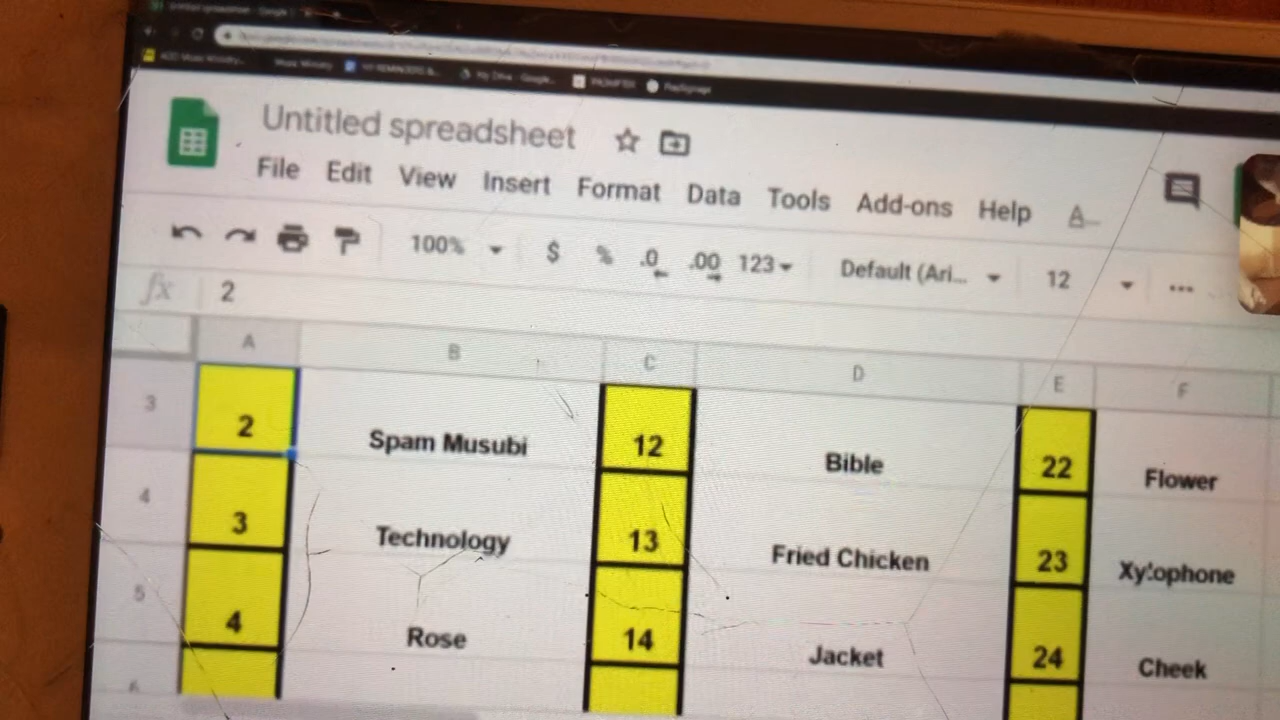 Untitled spreadsheet
File Edit View Insert Format Data Tools Add-ons Help A
100% $ % .0 .00 123 Default (Ari... 12 ...
fx 2
A B C D E F
3 2 Spam Musubi 12 Bible 22 Flower
4 3 Technology 13 Fried Chicken 23 Xylophone
5 4 Rose 14 Jacket 24 Cheek
6